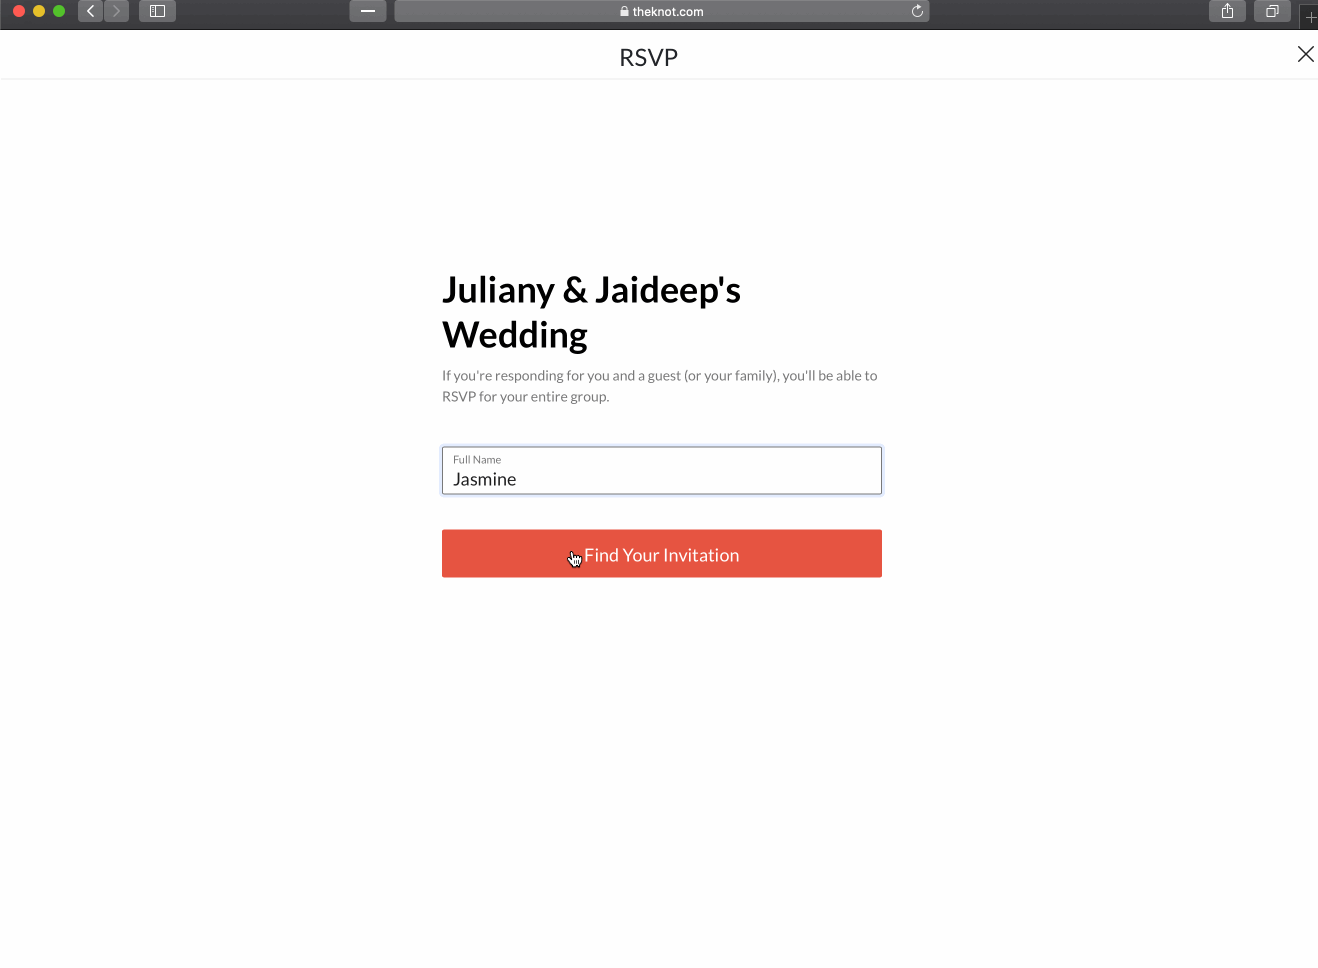 theknot.com
RSVP
Juliany & Jaideep's
Wedding
If you're responding for you and a guest (or your family), you'll be able to
RSVP for your entire group.
Full Name
Jasmine
Find Your Invitation